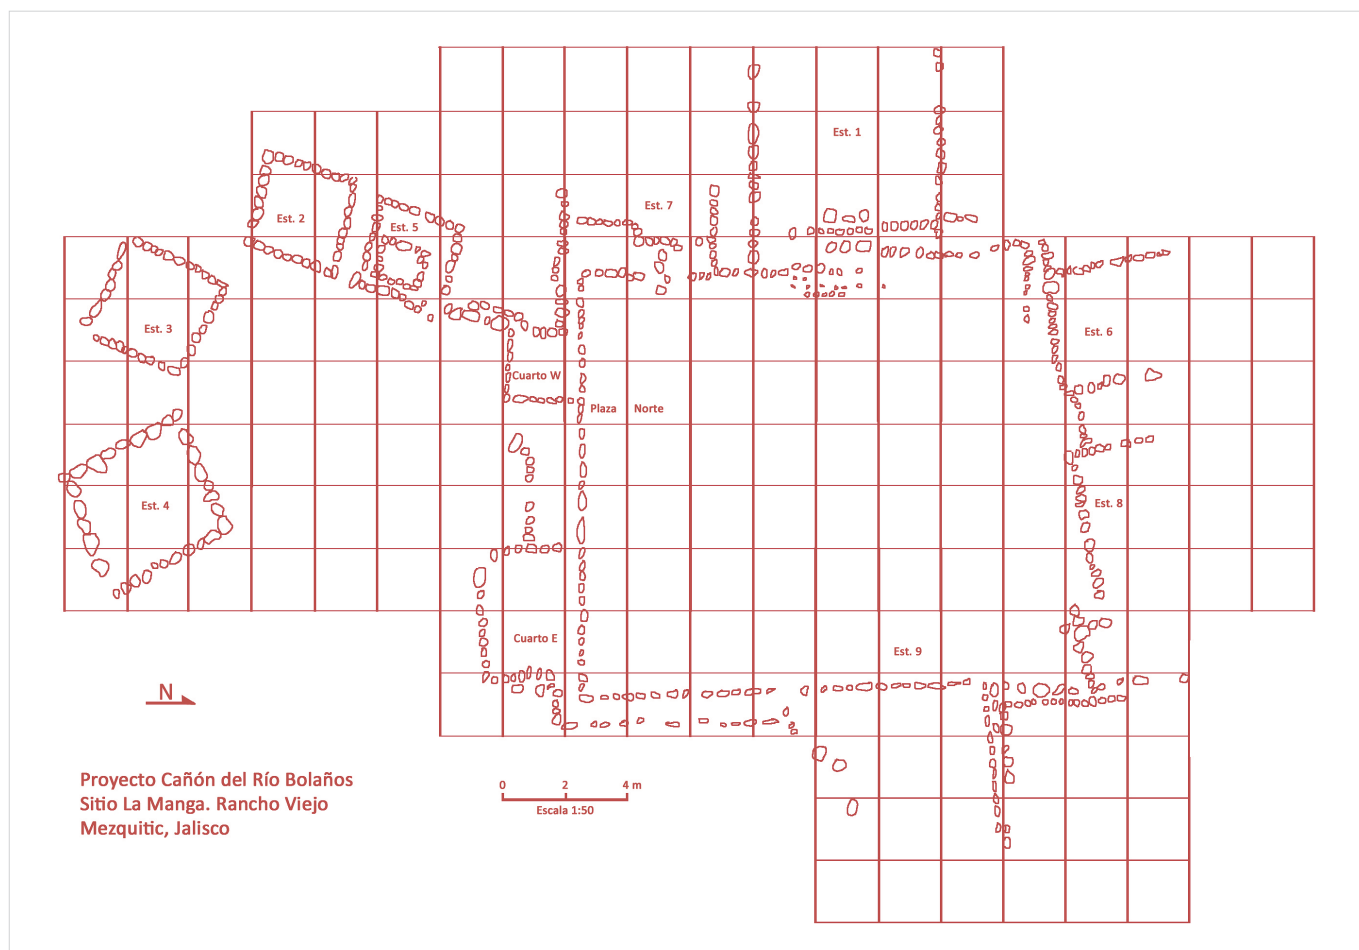 Est. 1
Est. 2
Est. 7
Est. 5
Est. 3
Est. 6
Cuarto W
Plaza Norte
Est. 4
Est. 8
Cuarto E
Est. 9
N
Proyecto Cañón del Río Bolaños
Sitio La Manga. Rancho Viejo
Mezquitic, Jalisco
0 2 4 m
Escala 1:50